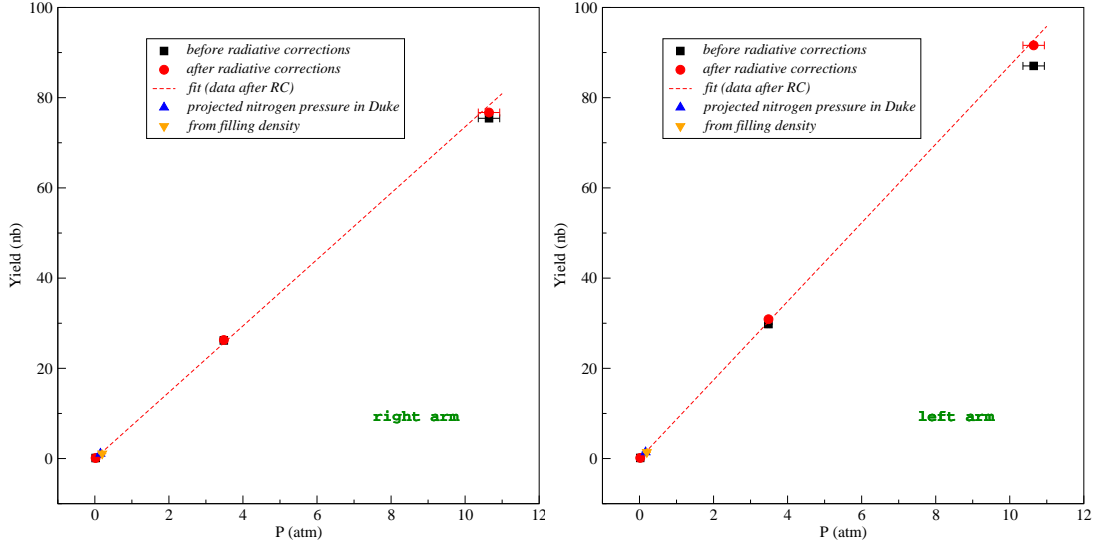 100
80
60
40
20
0
Yield (nb)
before radiative corrections
after radiative corrections
fit (data after RC)
projected nitrogen pressure in Duke
from filling density
right arm
0 2 4 6 8 10 12
P (atm)
100
80
60
40
20
0
Yield (nb)
before radiative corrections
after radiative corrections
fit (data after RC)
projected nitrogen pressure in Duke
from filling density
left arm
0 2 4 6 8 10 12
P (atm)